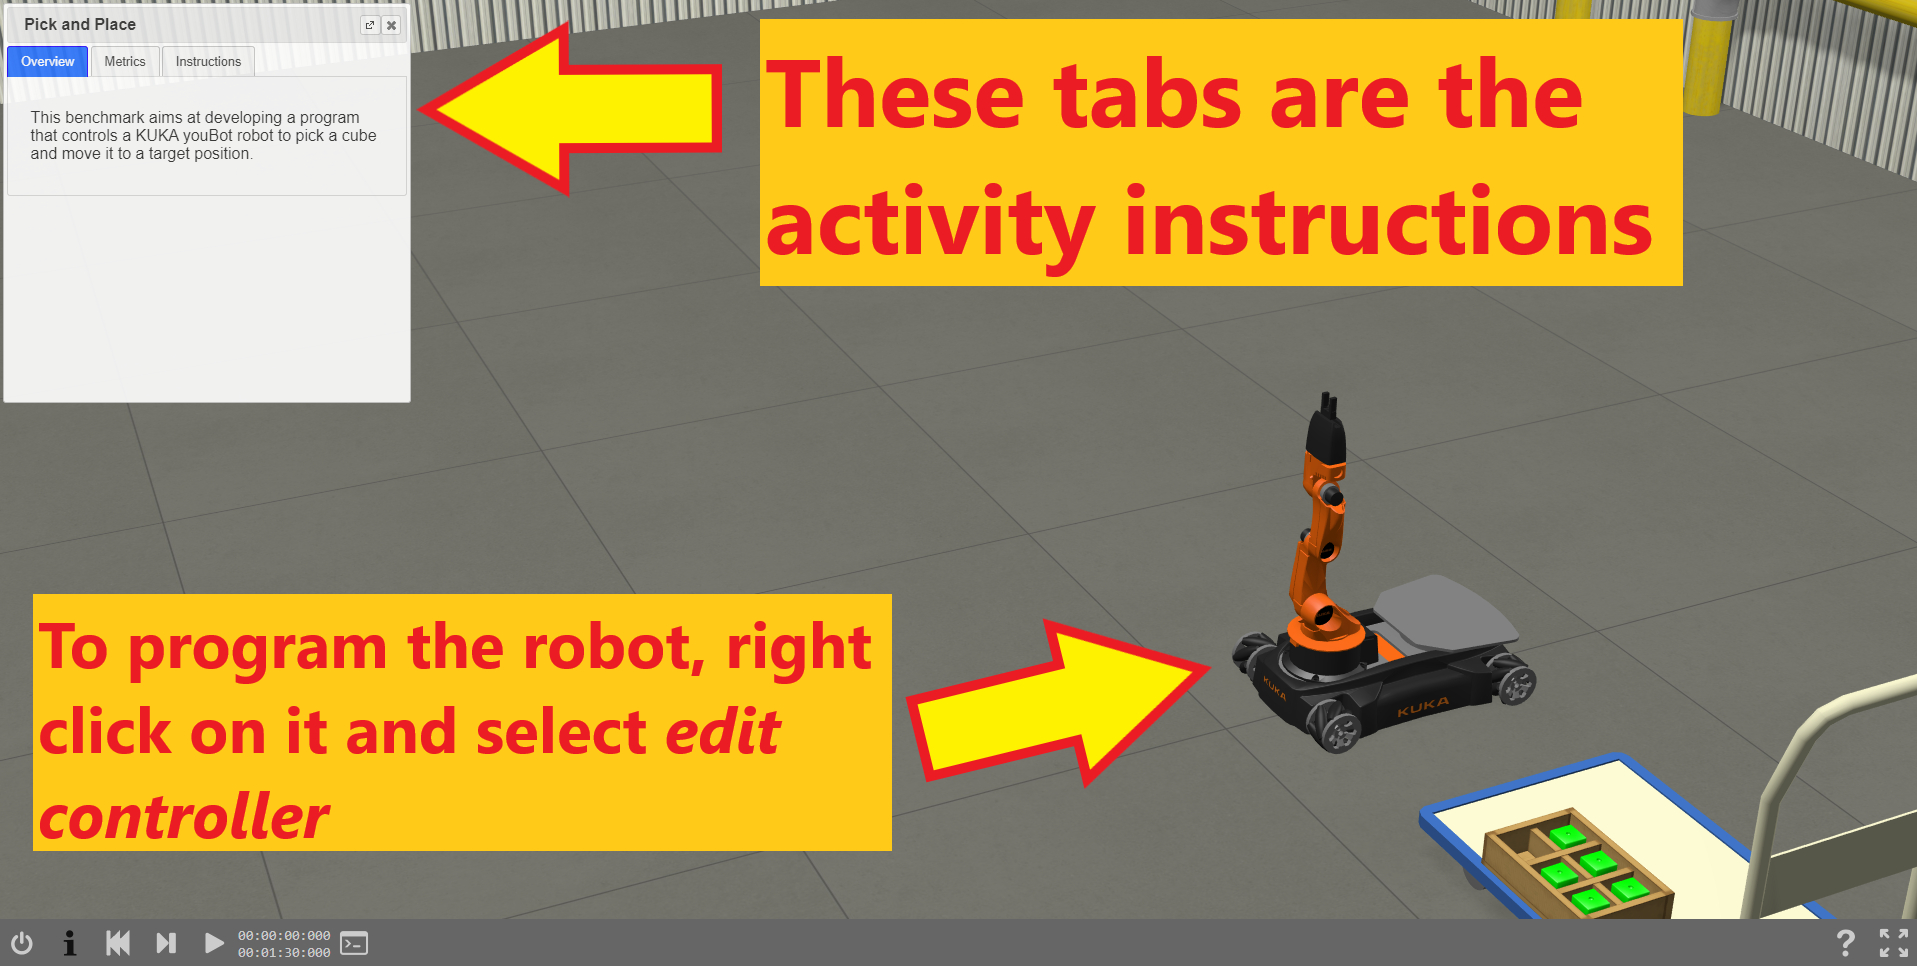 Pick and Place
Overview
Metrics
Instructions
This benchmark aims at developing a program
that controls a KUKA youBot robot to pick a cube
and move it to a target position.
These tabs are the
activity instructions
To program the robot, right
click on it and select edit
controller
KUKA
KUKA
00:00:00:000
00:01:30:000